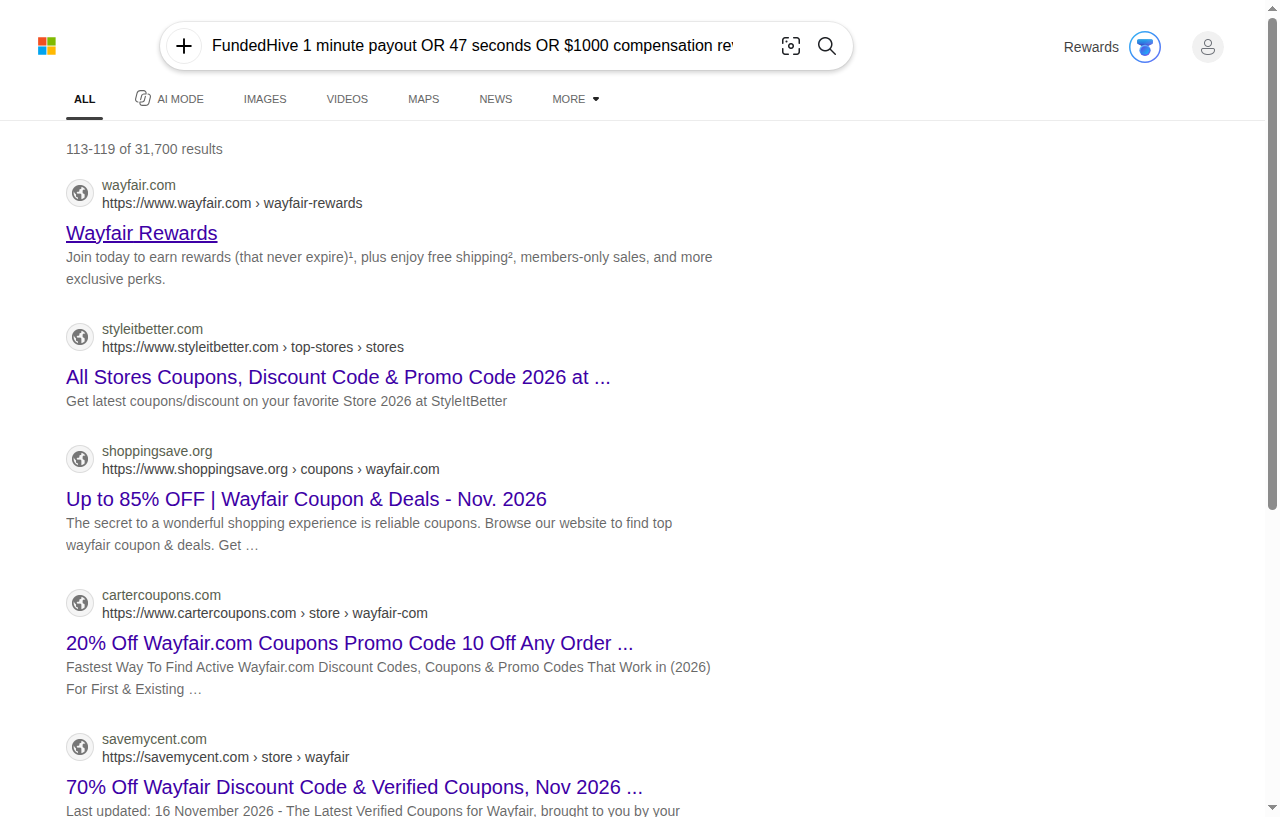 FundedHive 1 minute payout OR 47 seconds OR $1000 compensation re
Rewards
ALL
AI MODE
IMAGES
VIDEOS
MAPS
NEWS
MORE
113-119 of 31,700 results
wayfair.com
https://www.wayfair.com › wayfair-rewards
Wayfair Rewards
Join today to earn rewards (that never expire)¹, plus enjoy free shipping², members-only sales, and more
exclusive perks.
styleitbetter.com
https://www.styleitbetter.com › top-stores › stores
All Stores Coupons, Discount Code & Promo Code 2026 at ...
Get latest coupons/discount on your favorite Store 2026 at StyleItBetter
shoppingsave.org
https://www.shoppingsave.org › coupons › wayfair.com
Up to 85% OFF | Wayfair Coupon & Deals - Nov. 2026
The secret to a wonderful shopping experience is reliable coupons. Browse our website to find top
wayfair coupon & deals. Get …
cartercoupons.com
https://www.cartercoupons.com › store › wayfair-com
20% Off Wayfair.com Coupons Promo Code 10 Off Any Order ...
Fastest Way To Find Active Wayfair.com Discount Codes, Coupons & Promo Codes That Work in (2026)
For First & Existing …
savemycent.com
https://savemycent.com › store › wayfair
70% Off Wayfair Discount Code & Verified Coupons, Nov 2026 ...
Last updated: 16 November 2026 - The Latest Verified Coupons for Wayfair, brought to you by your